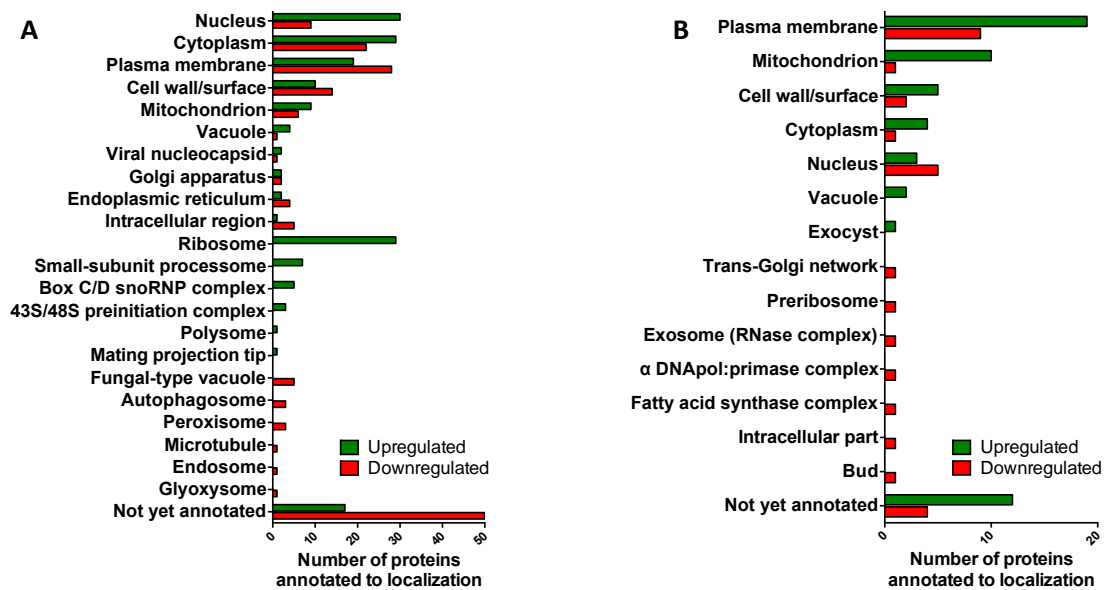 A
Nucleus
Cytoplasm
Plasma membrane
Cell wall/surface
Mitochondrion
Vacuole
Viral nucleocapsid
Golgi apparatus
Endoplasmic reticulum
Intracellular region
Ribosome
Small-subunit processome
Box C/D snoRNP complex
43S/48S preinitiation complex
Polysome
Mating projection tip
Fungal-type vacuole
Autophagosome
Peroxisome
Microtubule
Endosome
Glyoxysome
Not yet annotated
Upregulated
Downregulated
0 10 20 30 40 50
Number of proteins
annotated to localization
B
Plasma membrane
Mitochondrion
Cell wall/surface
Cytoplasm
Nucleus
Vacuole
Exocyst
Trans-Golgi network
Preribosome
Exosome (RNase complex)
α DNApol:primase complex
Fatty acid synthase complex
Intracellular part
Bud
Not yet annotated
Upregulated
Downregulated
0 10 20
Number of proteins
annotated to localization